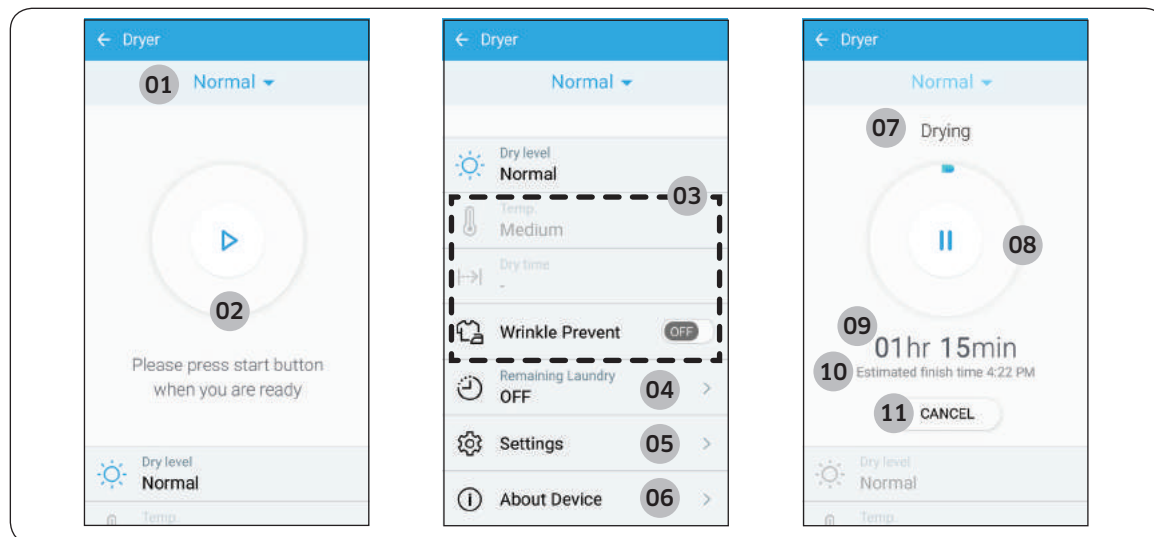 ← Dryer
01 Normal
02
Please press start button
when you are ready
Dry level
Normal
Temp.
← Dryer
Normal
Dry level
Normal
03
Temp.
Medium
Dry time
-
Wrinkle Prevent OFF
Remaining Laundry
OFF 04 >
Settings 05 >
About Device 06 >
← Dryer
Normal
07 Drying
08
09
01hr 15min
10 Estimated finish time 4:22 PM
11 CANCEL
Dry level
Normal
Temp.